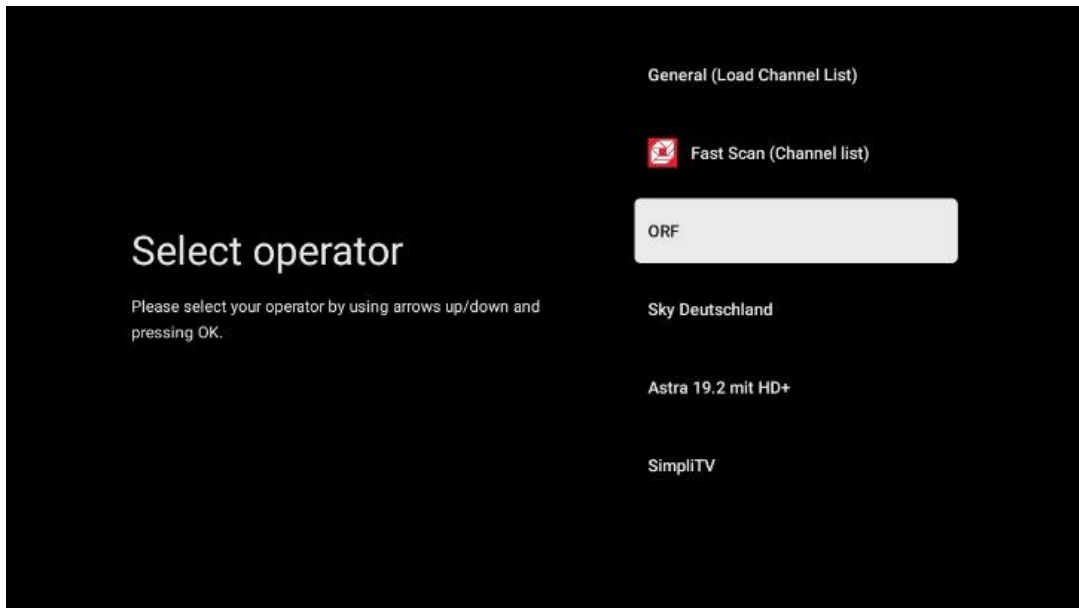 Select operator
Please select your operator by using arrows up/down and
pressing OK.
General (Load Channel List)
Fast Scan (Channel list)
ORF
Sky Deutschland
Astra 19.2 mit HD+
SimpliTV